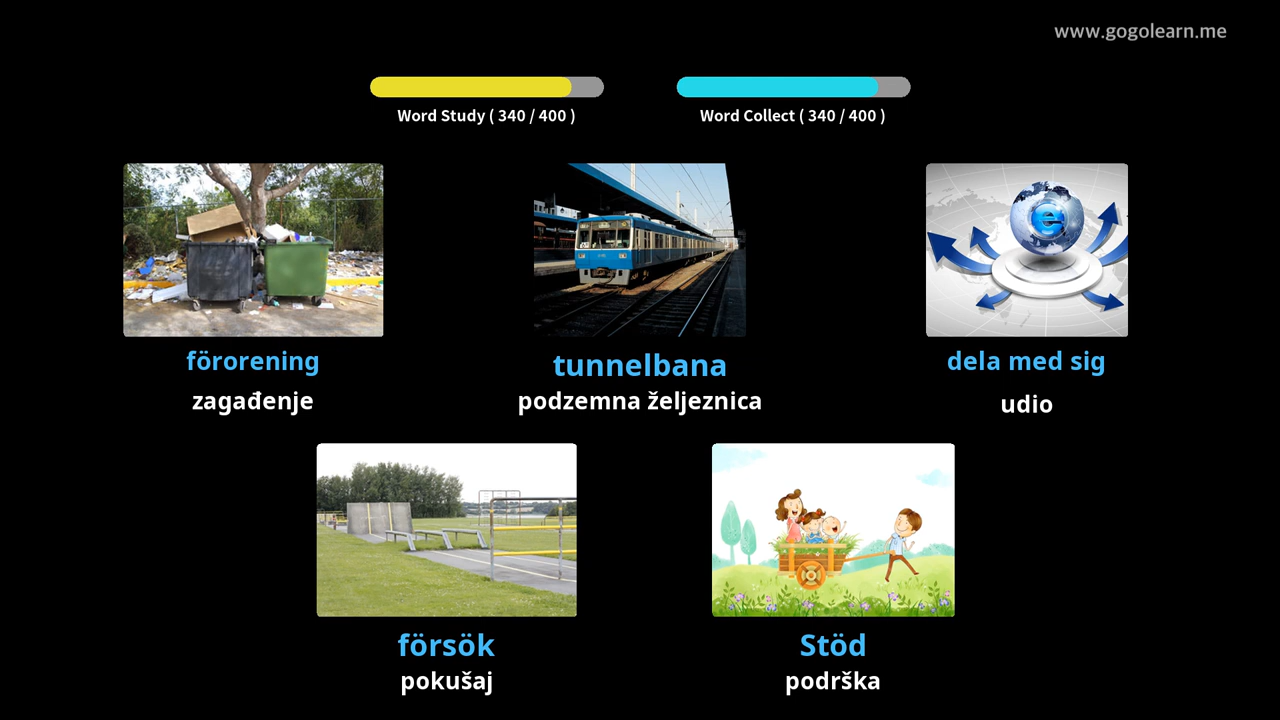 www.gogolearn.me
Word Study ( 340 / 400 )
Word Collect ( 340 / 400 )
förorening
zagađenje
tunnelbana
podzemna željeznica
dela med sig
udio
försök
pokušaj
Stöd
podrška